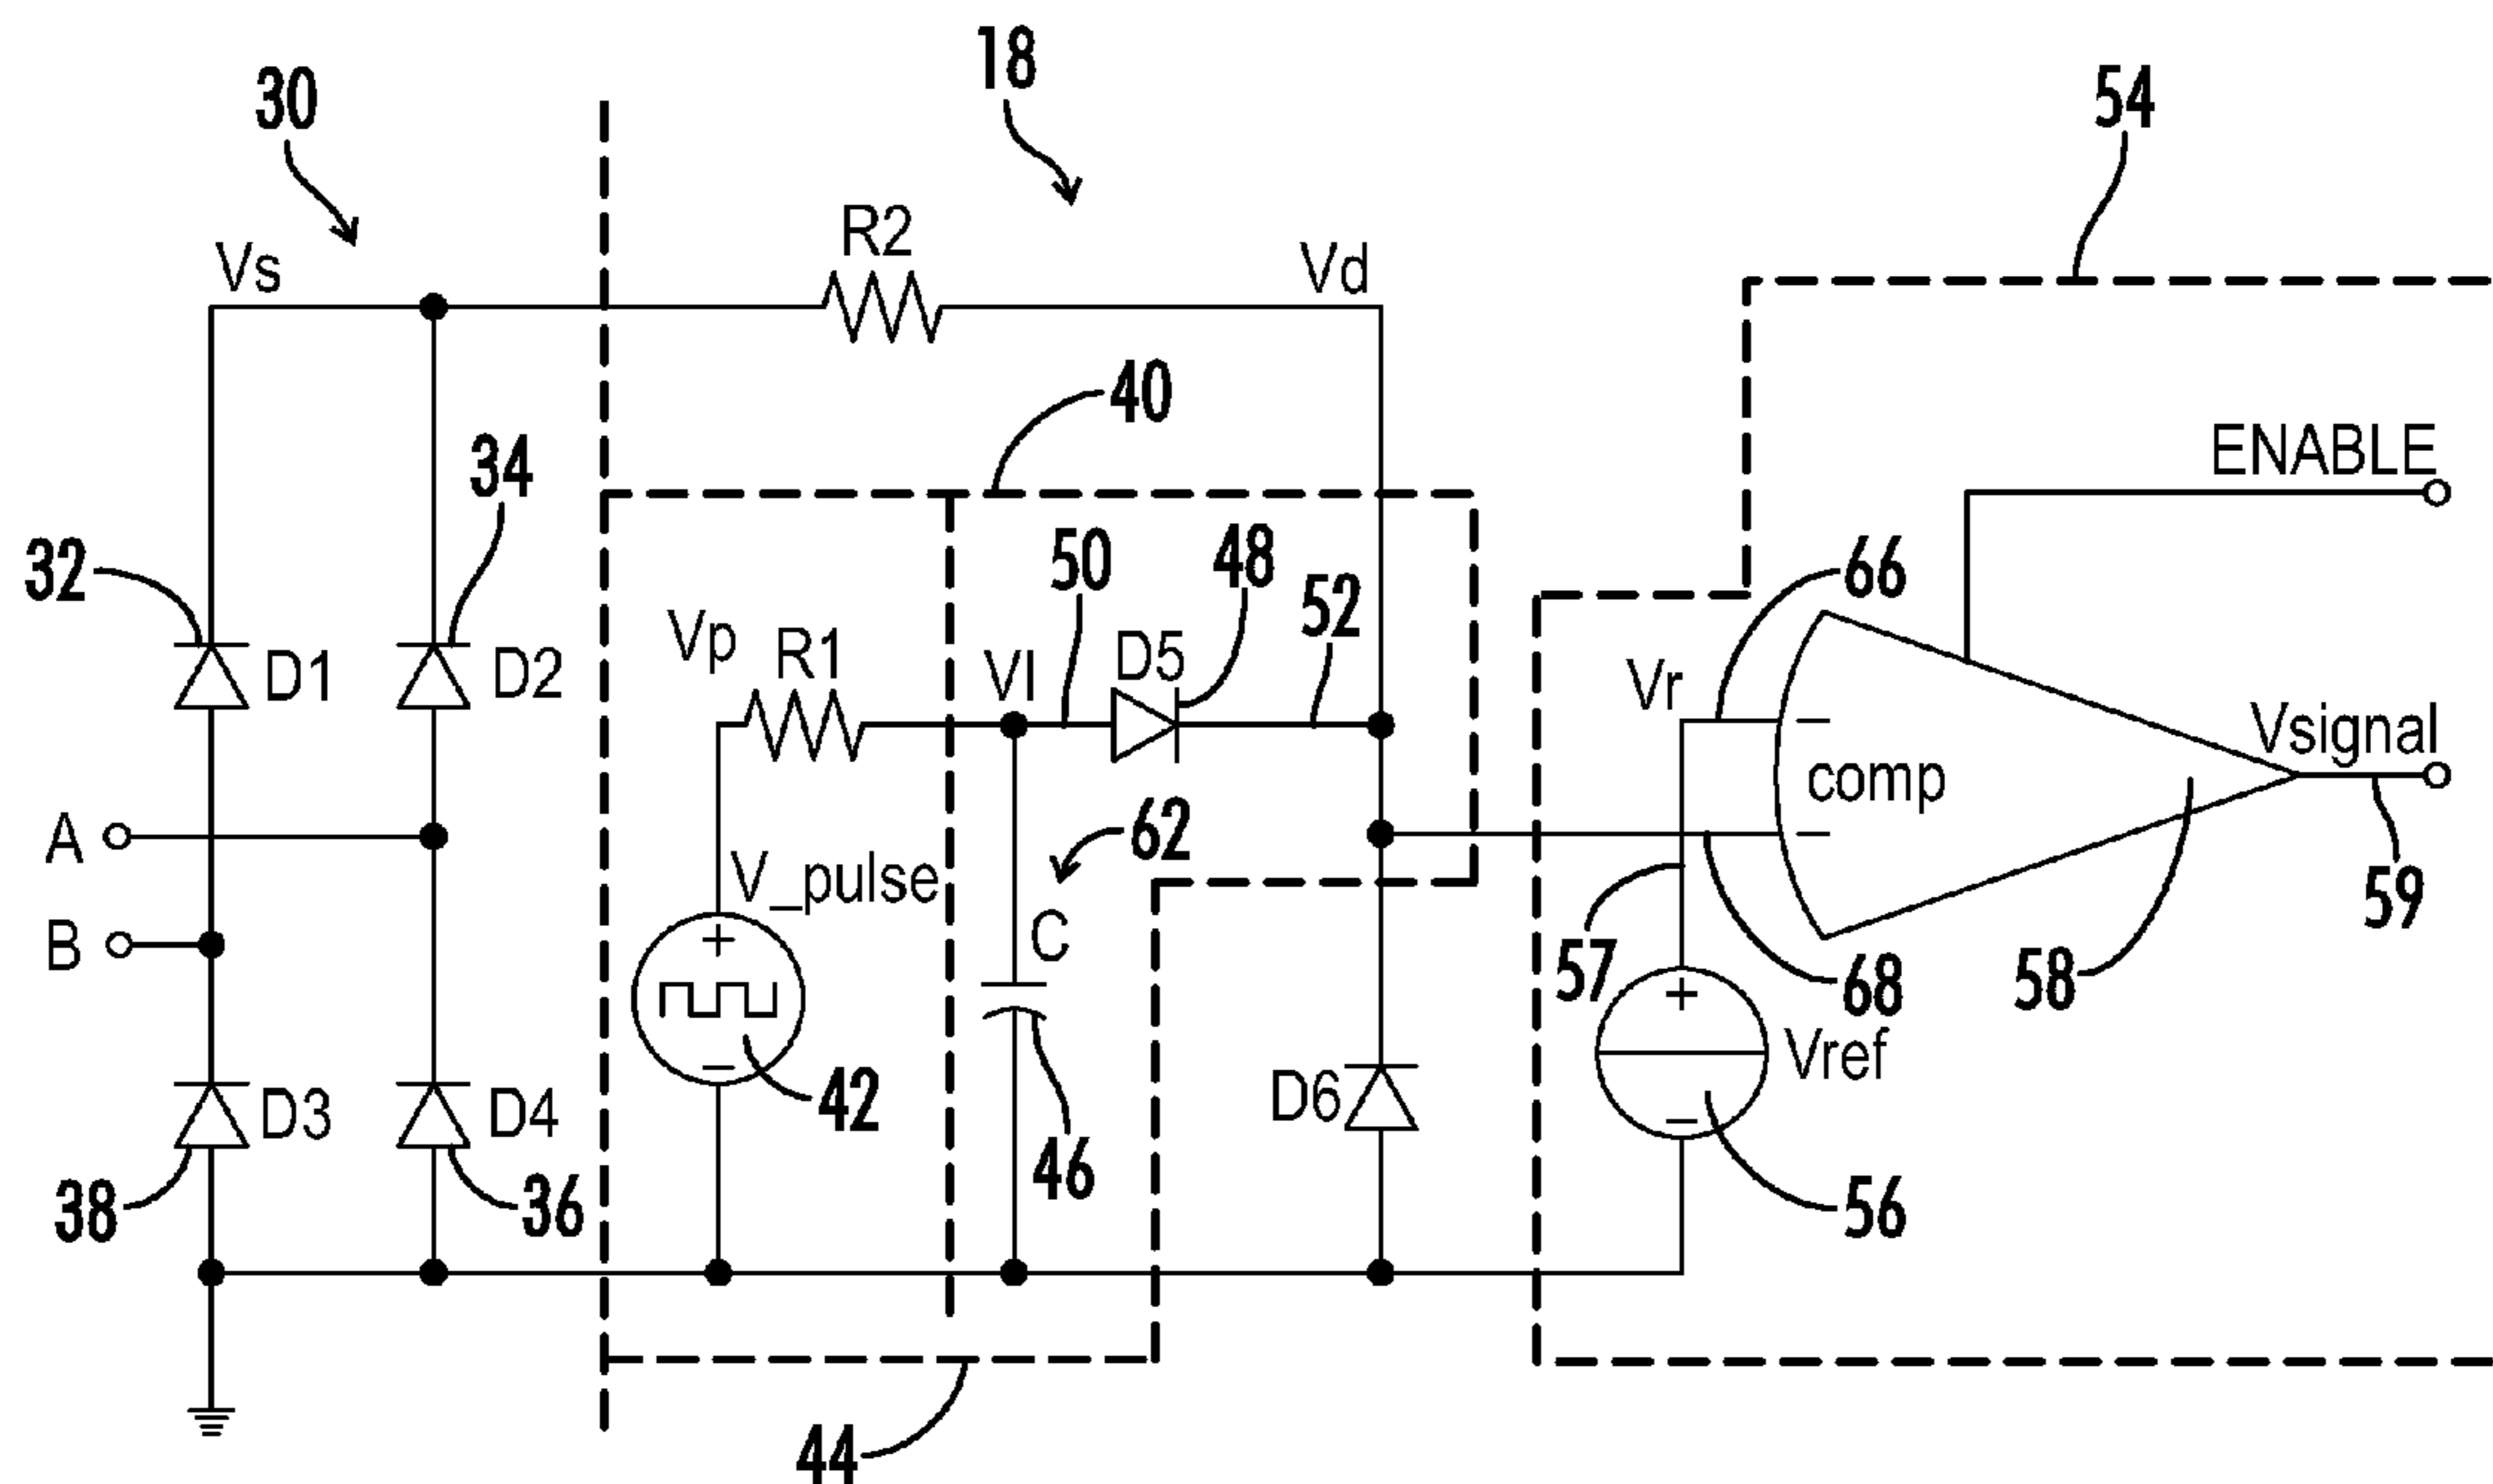 18
30
54
R2
Vs
Vd
40
ENABLE
34
50
48
32
52
66
Vp
R1
VI
D5
Vr
D1
D2
Vsignal
comp
A
62
V_pulse
59
B
C
+
57
68
58
+
Vref
42
D6
D3
D4
46
38
36
56
44